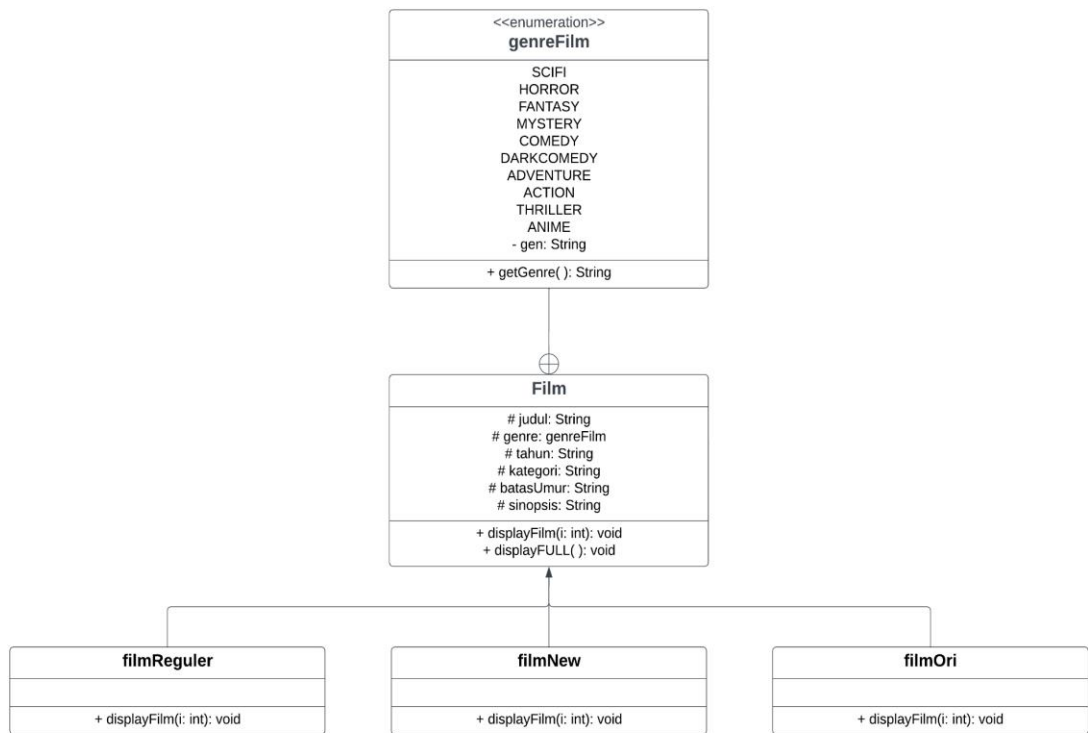 <<enumeration>>
genreFilm
SCIFI
HORROR
FANTASY
MYSTERY
COMEDY
DARKCOMEDY
ADVENTURE
ACTION
THRILLER
ANIME
- gen: String
+ getGenre( ): String
Film
# judul: String
# genre: genreFilm
# tahun: String
# kategori: String
# batasUmur: String
# sinopsis: String
+ displayFilm(i: int): void
+ displayFULL( ): void
filmReguler
+ displayFilm(i: int): void
filmNew
+ displayFilm(i: int): void
filmOri
+ displayFilm(i: int): void